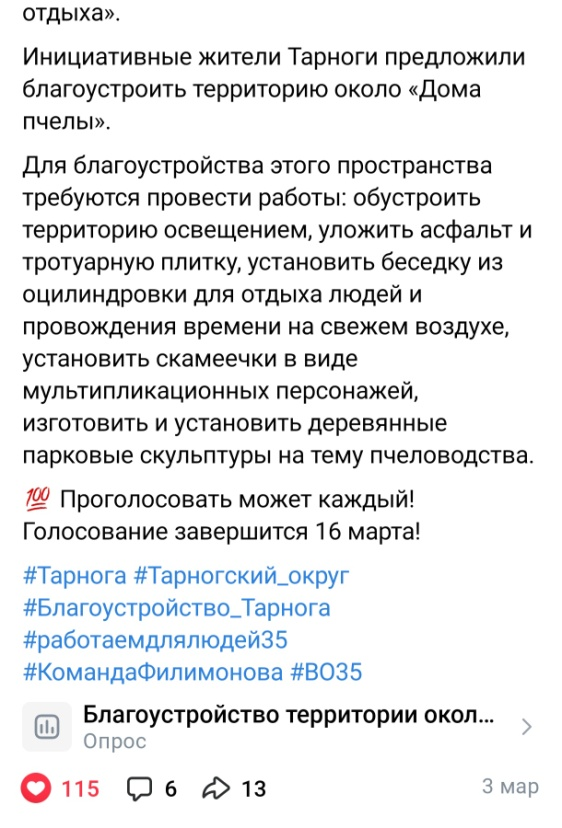 отдыха».
Инициативные жители Тарноги предложили
благоустроить территорию около «Дома
пчелы».
Для благоустройства этого пространства
требуются провести работы: обустроить
территорию освещением, уложить асфальт и
тротуарную плитку, установить беседку из
оцилиндровки для отдыха людей и
провождения времени на свежем воздухе,
установить скамеечки в виде
мультипликационных персонажей,
изготовить и установить деревянные
парковые скульптуры на тему пчеловодства.
💯 Проголосовать может каждый!
Голосование завершится 16 марта!
#Тарнога #Тарногский_округ
#Благоустройство_Тарнога
#работаемдлялюдей35
#КомандаФилимонова #ВО35
Благоустройство территории окол...
Опрос
115 6 13 3 мар